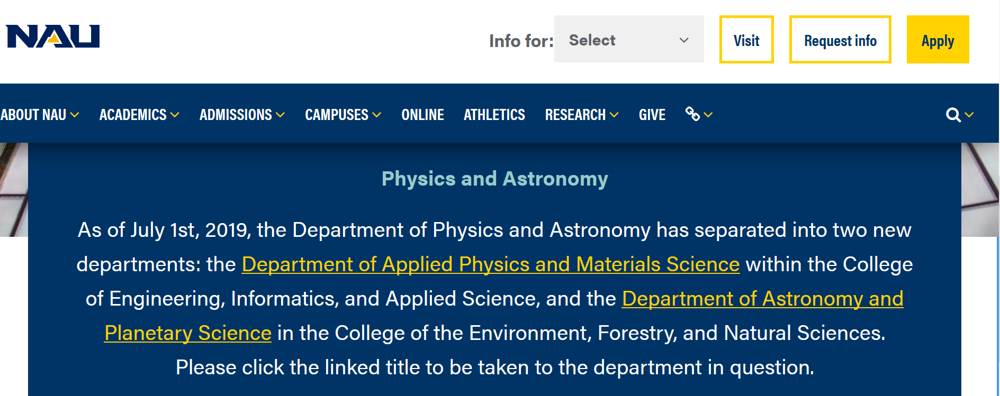 NAU
Info for: Select Visit Request info Apply
ABOUT NAU ACADEMICS ADMISSIONS CAMPUSES ONLINE ATHLETICS RESEARCH GIVE
Physics and Astronomy
As of July 1st, 2019, the Department of Physics and Astronomy has separated into two new
departments: the Department of Applied Physics and Materials Science within the College
of Engineering, Informatics, and Applied Science, and the Department of Astronomy and
Planetary Science in the College of the Environment, Forestry, and Natural Sciences.
Please click the linked title to be taken to the department in question.